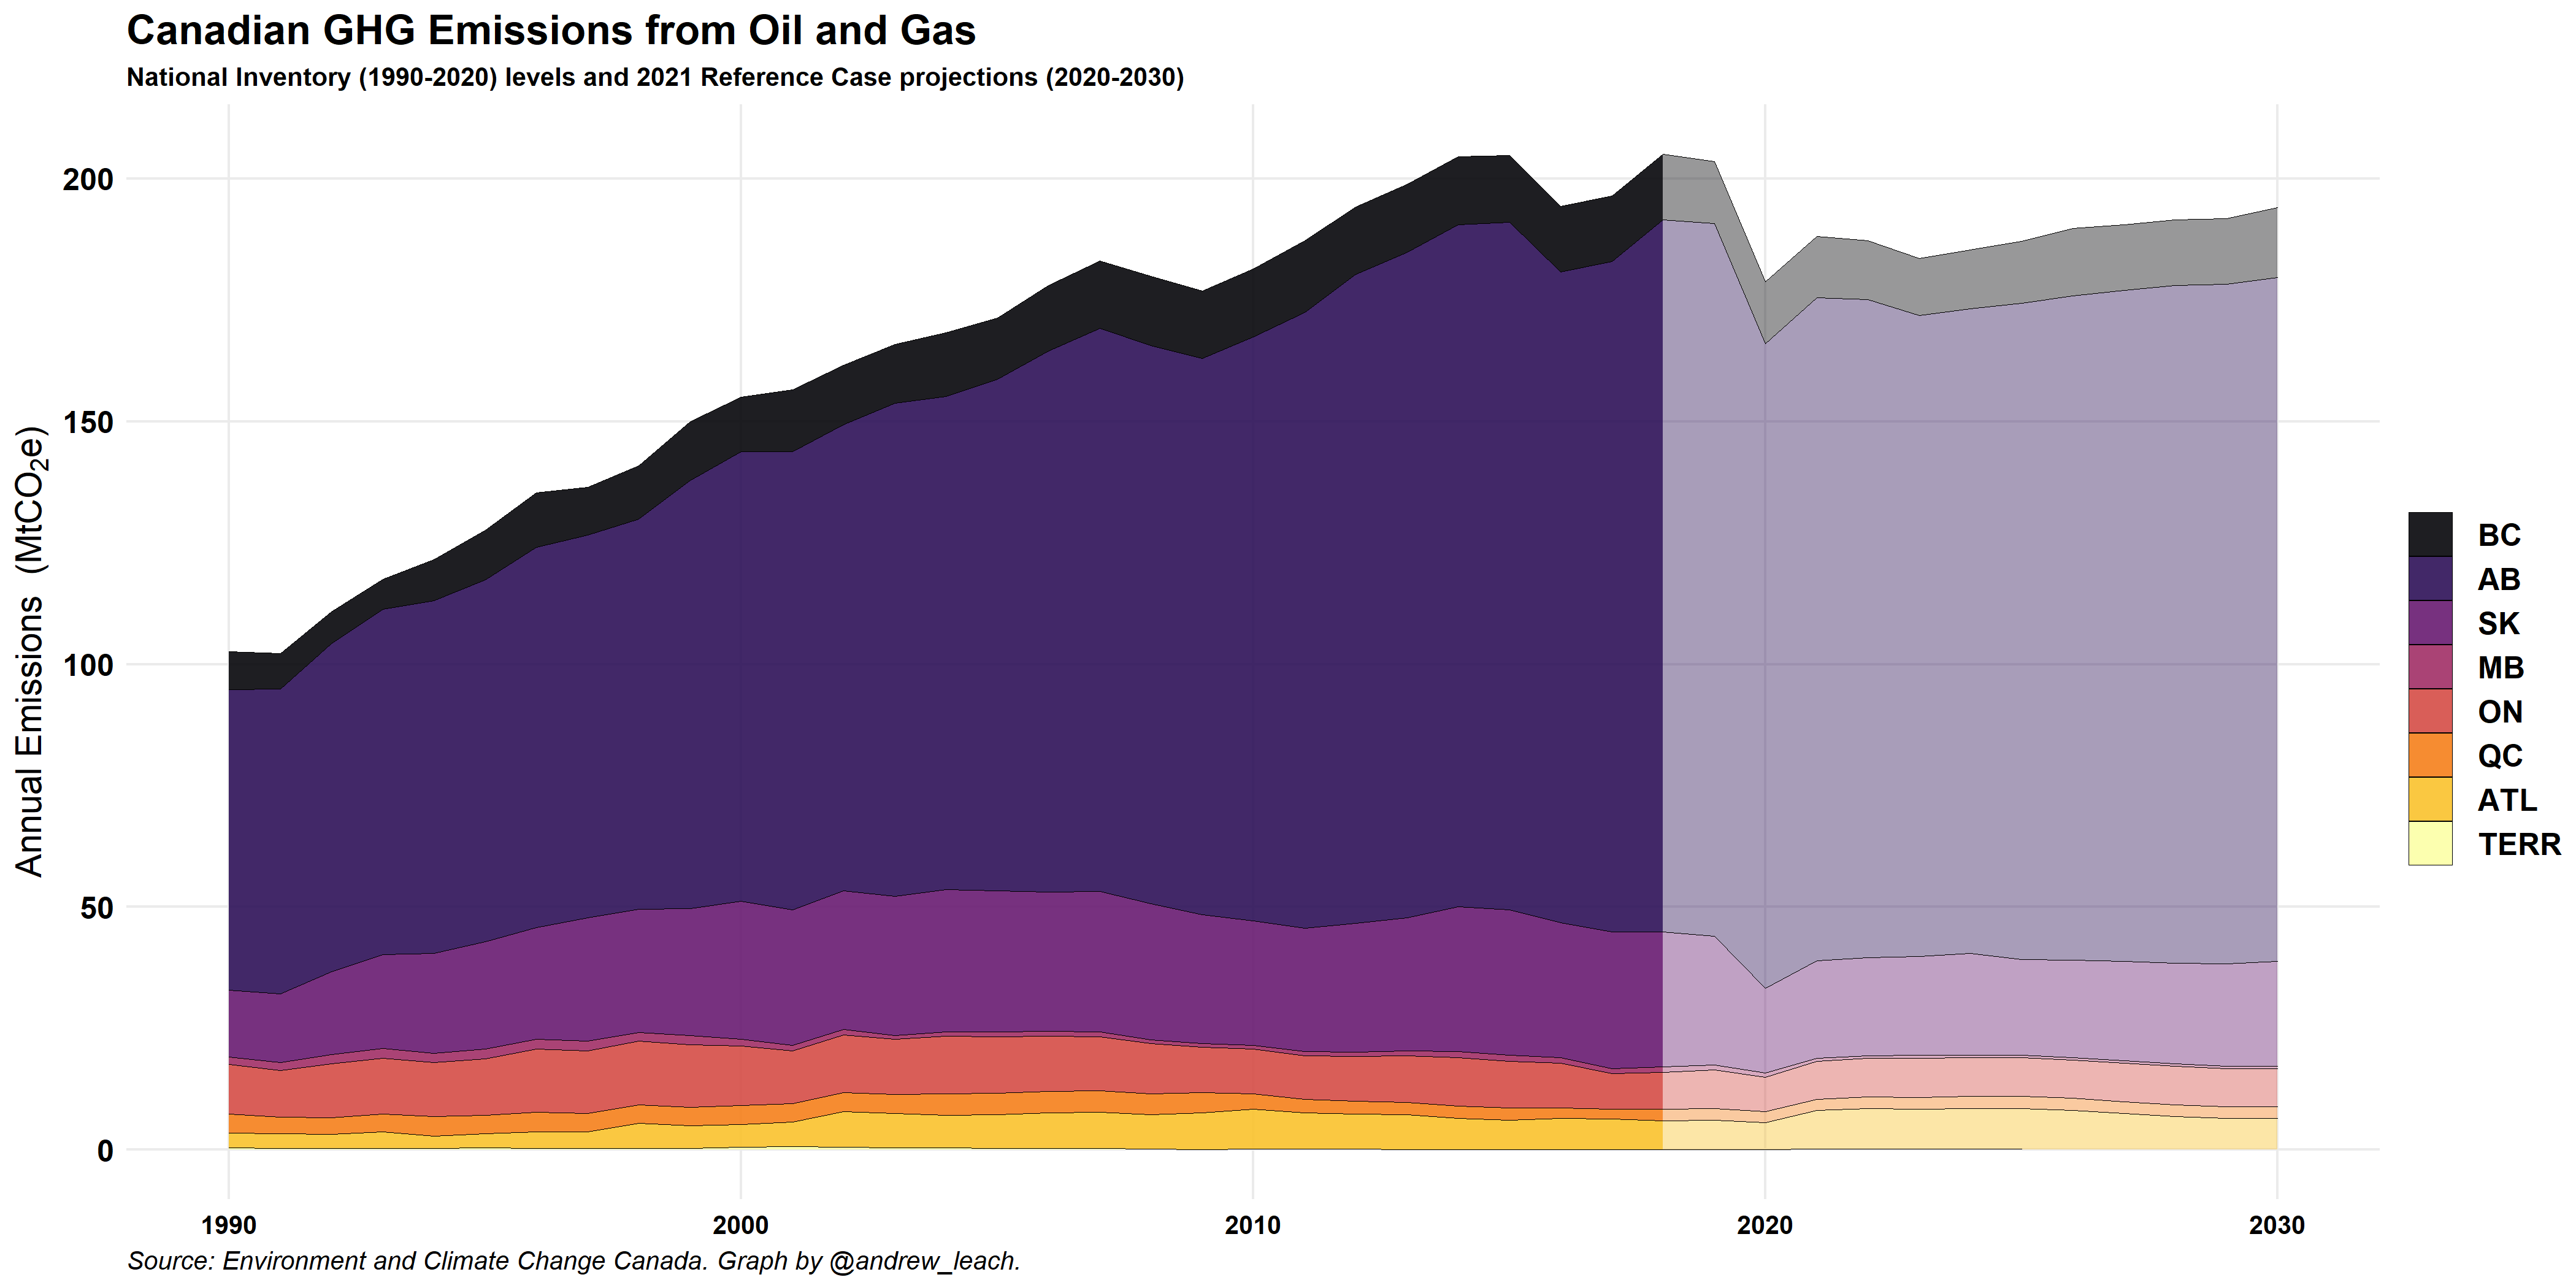 Canadian GHG Emissions from Oil and Gas
National Inventory (1990-2020) levels and 2021 Reference Case projections (2020-2030)
Annual Emissions (MtCO₂e)
200
150
100
50
0
1990 2000 2010 2020 2030
BC
AB
SK
MB
ON
QC
ATL
TERR
Source: Environment and Climate Change Canada. Graph by @andrew_leach.